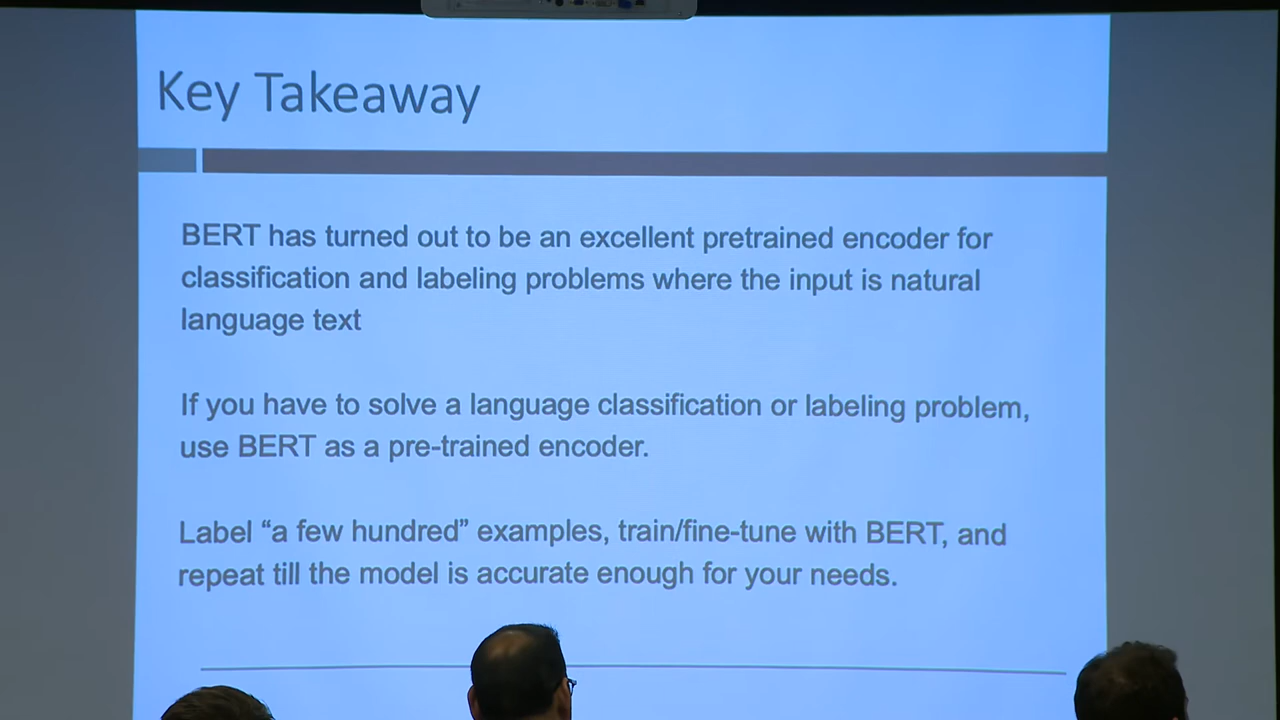 Key Takeaway
BERT has turned out to be an excellent pretrained encoder for
classification and labeling problems where the input is natural
language text
If you have to solve a language classification or labeling problem,
use BERT as a pre-trained encoder.
Label “a few hundred” examples, train/fine-tune with BERT, and
repeat till the model is accurate enough for your needs.